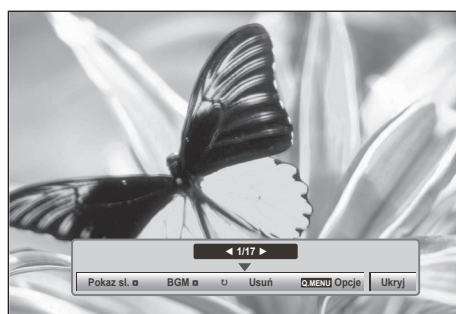 ◄ 1/17 ►
Pokaz sl. BGM ↻ Usuń Q.MENU Opcje Ukryj